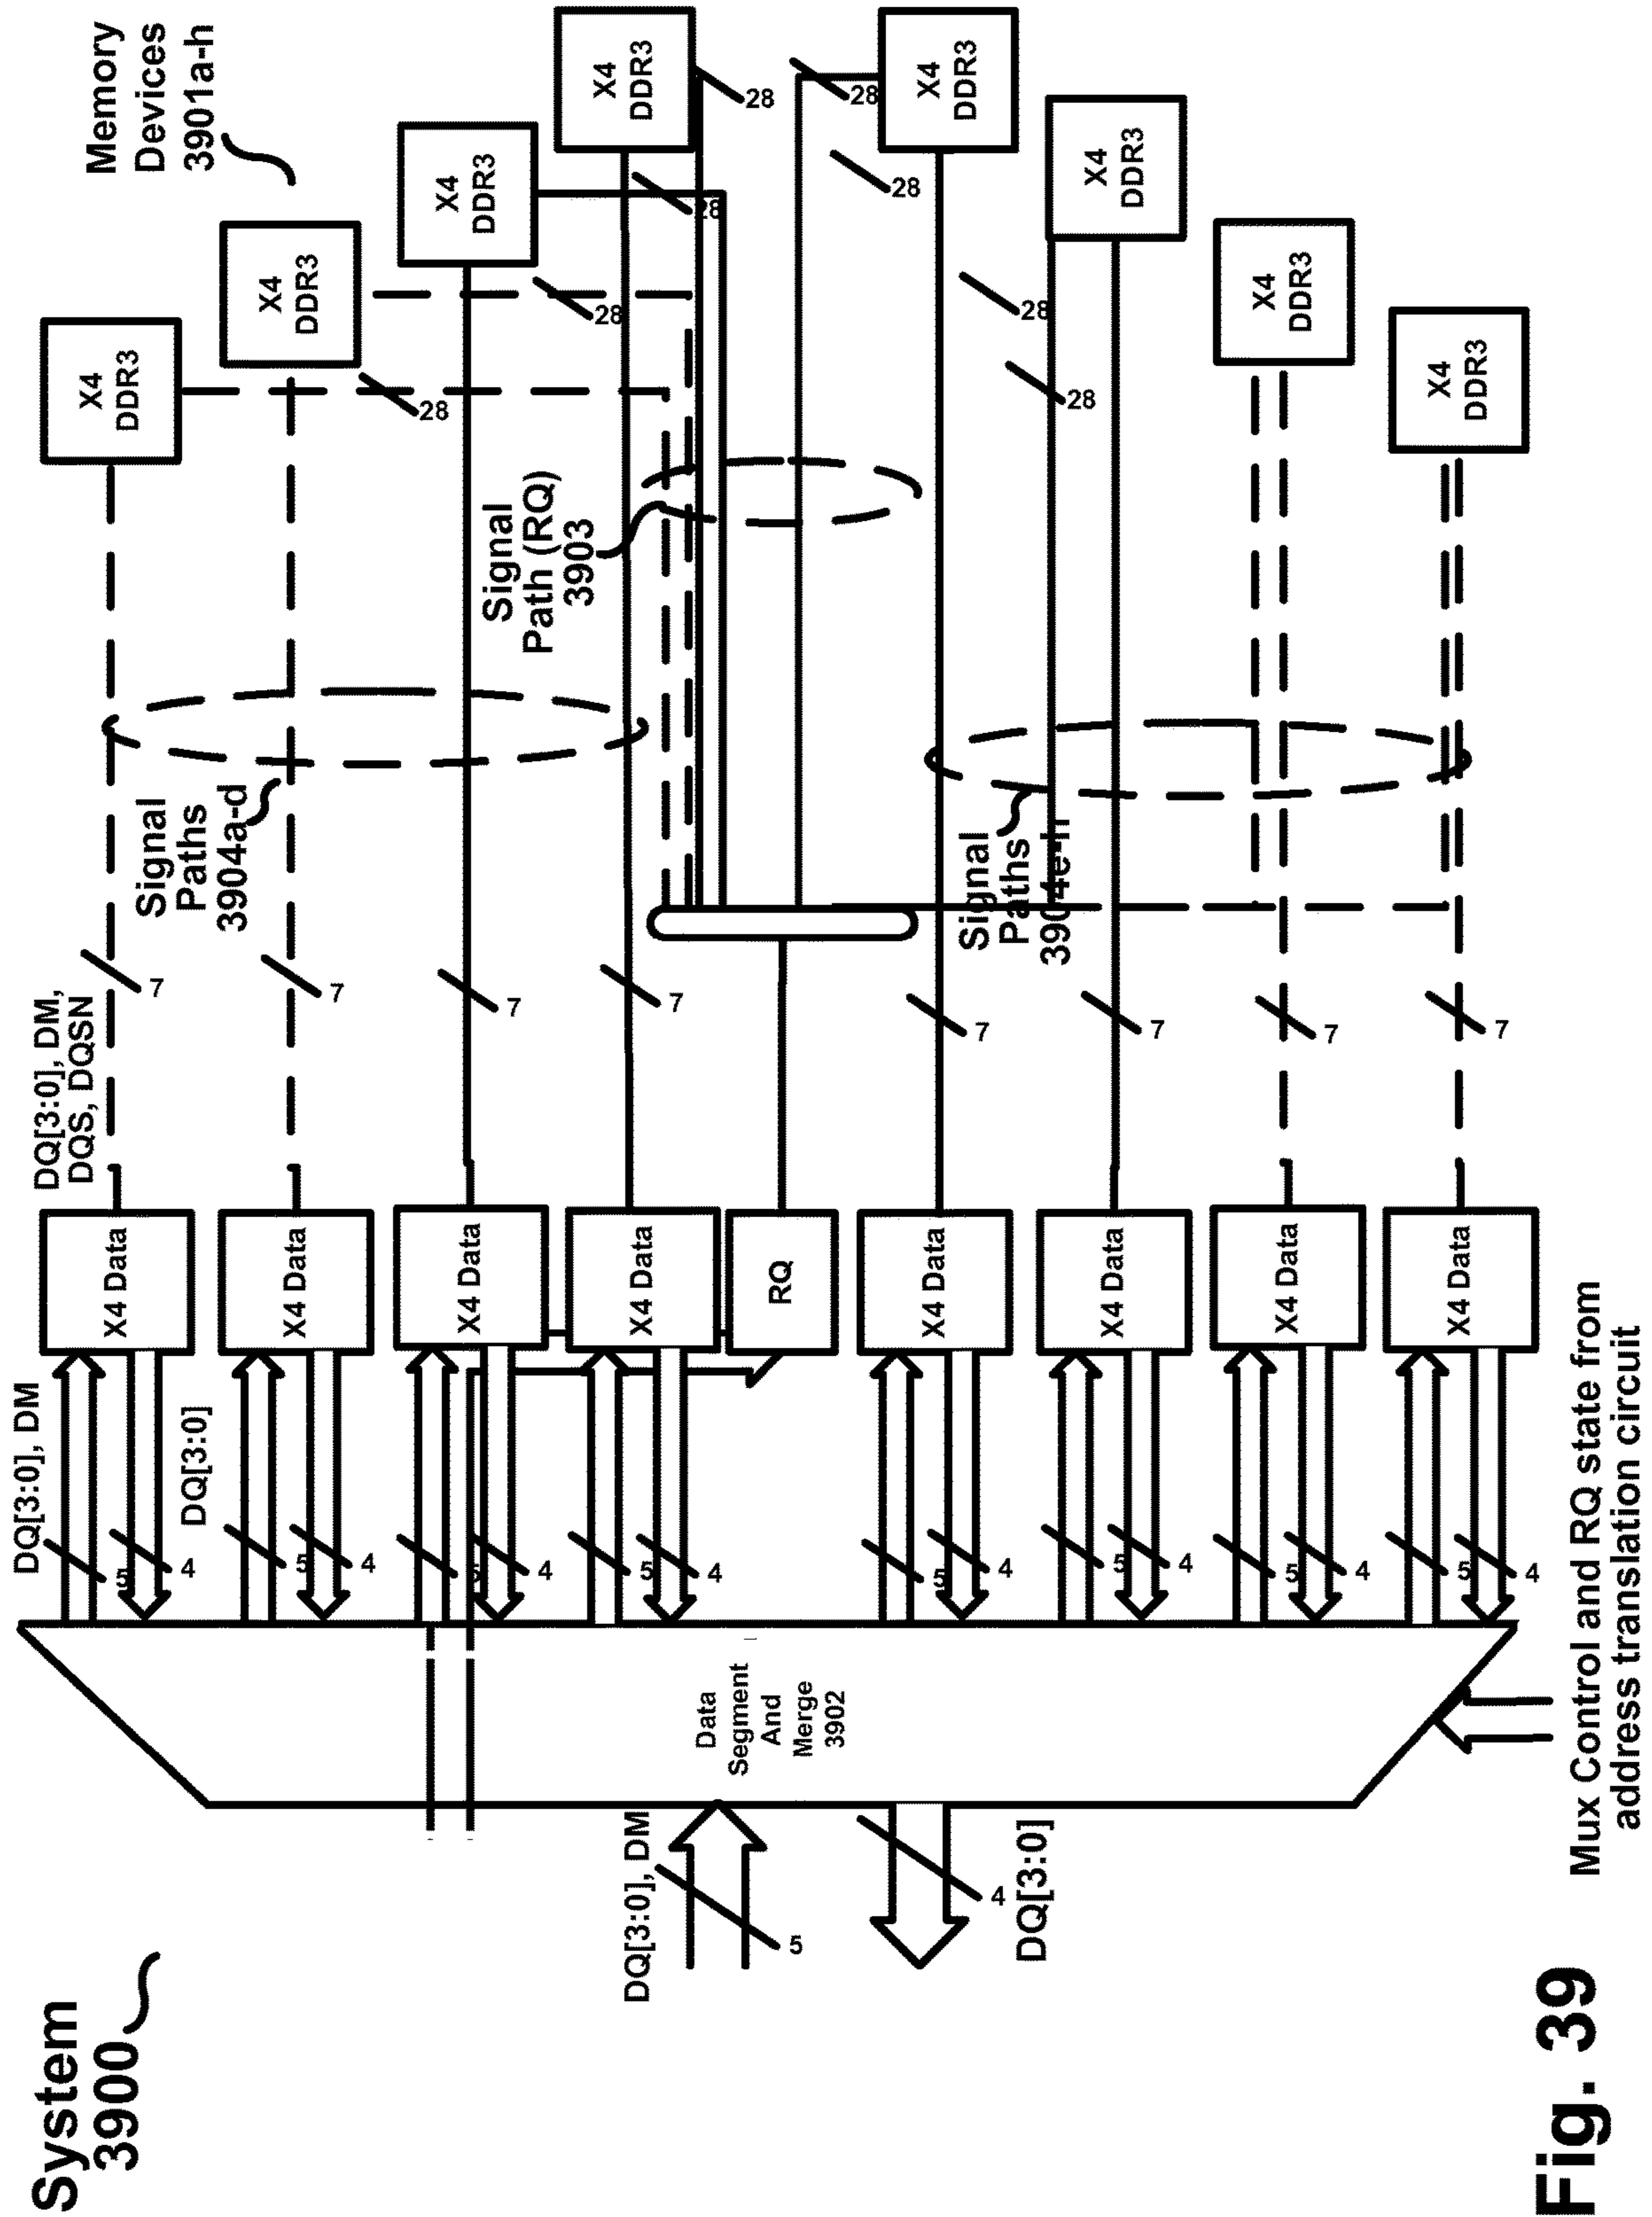 System
3900
Memory
Devices
3901a-h
X4
DDR3
X4
DDR3
X4
DDR3
X4
DDR3
X4
DDR3
X4
DDR3
X4
DDR3
X4
DDR3
28
28
28
28
28
28
28
28
Signal
Path (RQ)
3903
Signal
Paths
3904a-d
Signal
Paths
3904e-h
7
7
7
7
7
7
7
7
DQ[3:0], DM,
DQS, DQSN
X4 Data
X4 Data
X4 Data
X4 Data
RQ
X4 Data
X4 Data
X4 Data
X4 Data
DQ[3:0], DM
DQ[3:0]
5
4
5
4
5
4
5
4
5
4
5
4
5
4
5
4
Data
Segment
And
Merge
3902
DQ[3:0], DM
5
4
DQ[3:0]
Mux Control and RQ state from
address translation circuit
Fig. 39